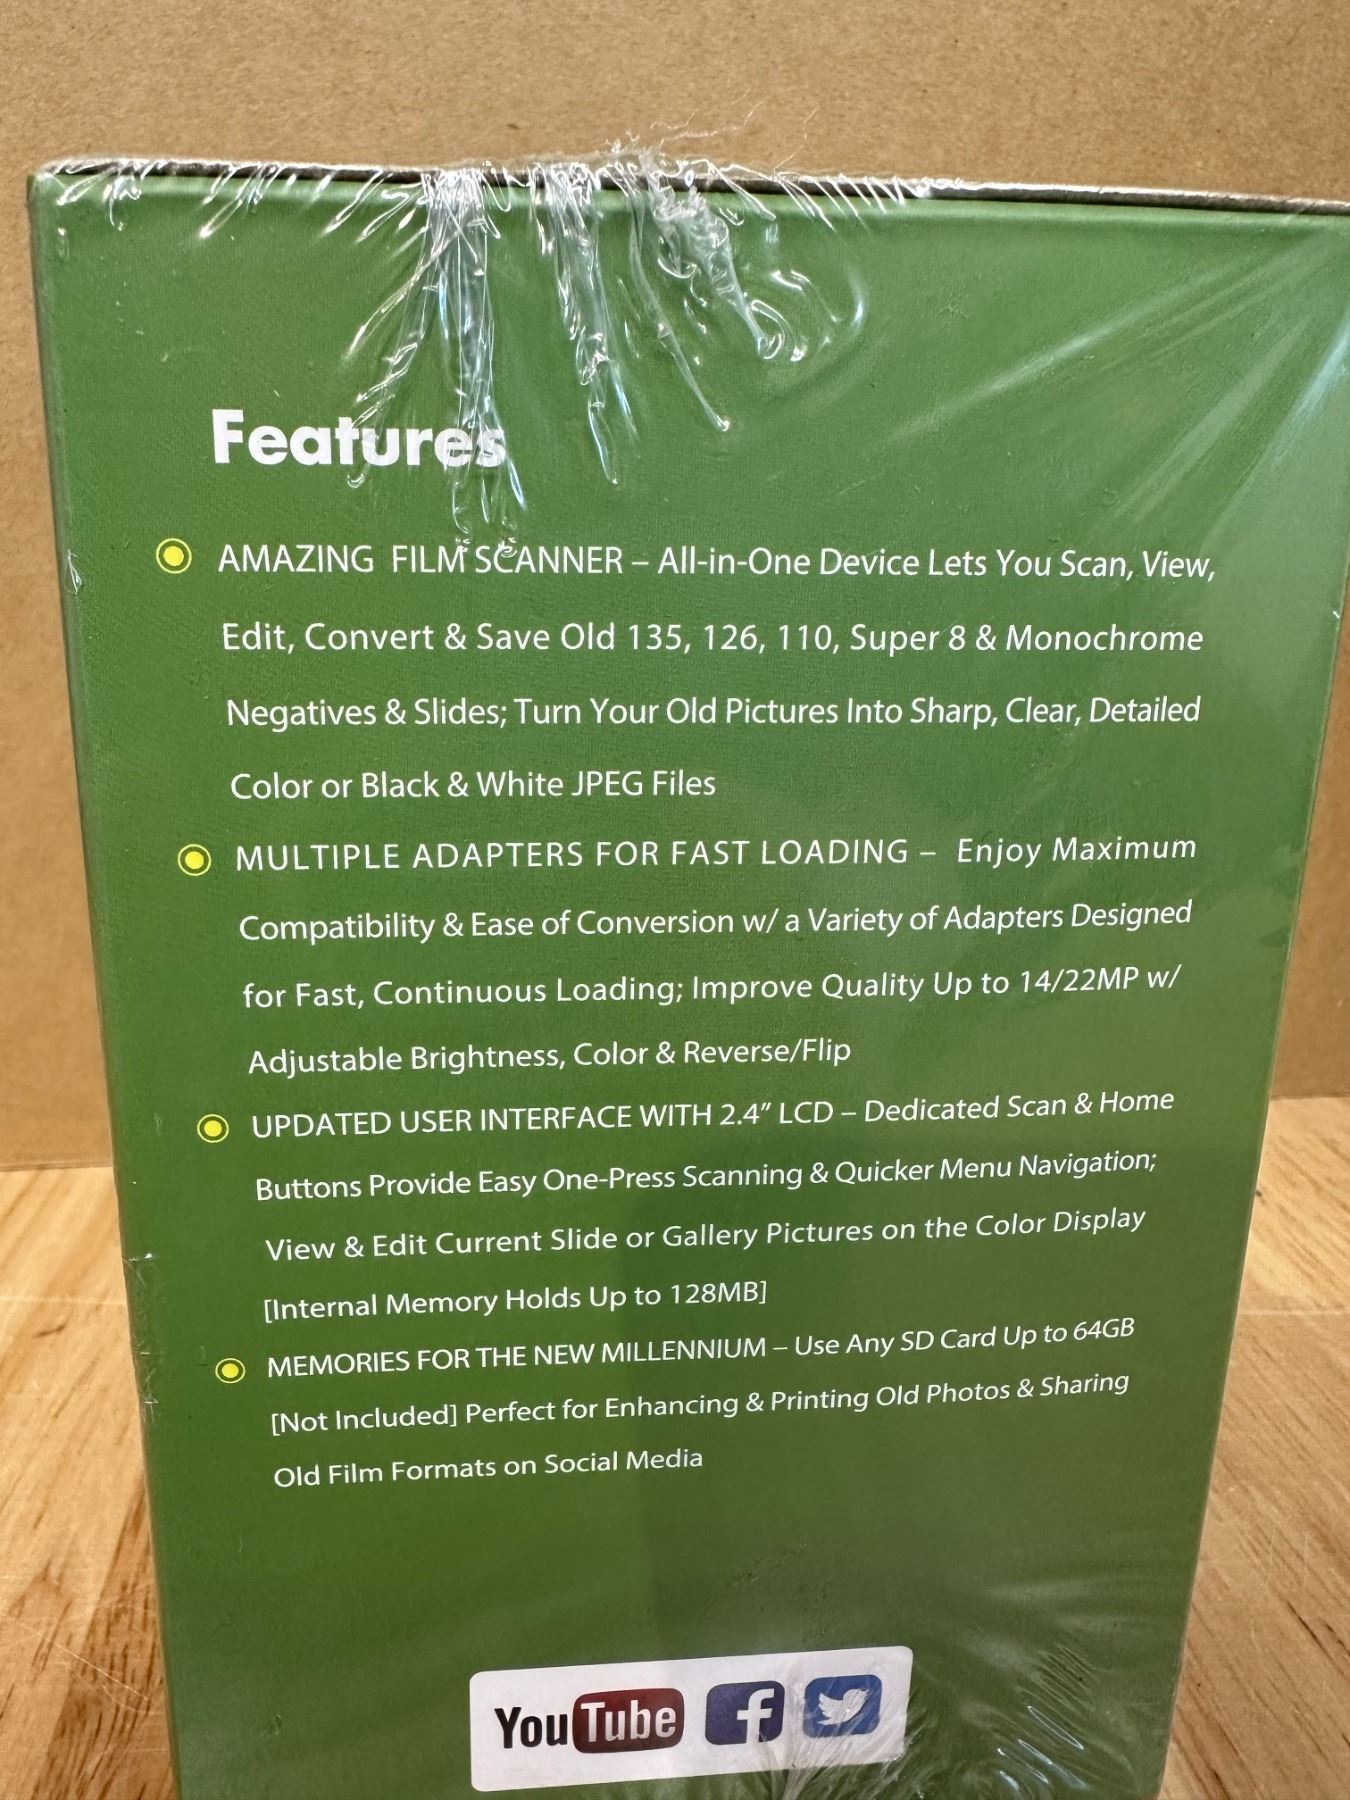 Features
AMAZING FILM SCANNER – All-in-One Device Lets You Scan, View,
Edit, Convert & Save Old 135, 126, 110, Super 8 & Monochrome
Negatives & Slides; Turn Your Old Pictures Into Sharp, Clear, Detailed
Color or Black & White JPEG Files
MULTIPLE ADAPTERS FOR FAST LOADING – Enjoy Maximum
Compatibility & Ease of Conversion w/ a Variety of Adapters Designed
for Fast, Continuous Loading; Improve Quality Up to 14/22MP w/
Adjustable Brightness, Color & Reverse/Flip
UPDATED USER INTERFACE WITH 2.4” LCD – Dedicated Scan & Home
Buttons Provide Easy One-Press Scanning & Quicker Menu Navigation;
View & Edit Current Slide or Gallery Pictures on the Color Display
[Internal Memory Holds Up to 128MB]
MEMORIES FOR THE NEW MILLENNIUM – Use Any SD Card Up to 64GB
[Not Included] Perfect for Enhancing & Printing Old Photos & Sharing
Old Film Formats on Social Media
YouTube f